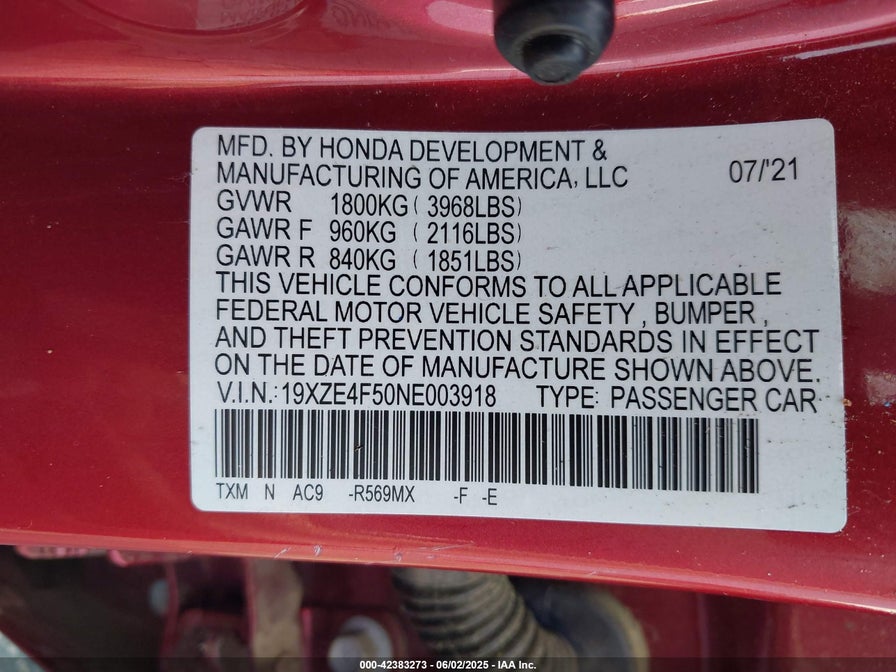 MFD. BY HONDA DEVELOPMENT &
MANUFACTURING OF AMERICA, LLC 07/'21
GVWR 1800KG ( 3968LBS)
GAWR F 960KG ( 2116LBS)
GAWR R 840KG ( 1851LBS)
THIS VEHICLE CONFORMS TO ALL APPLICABLE
FEDERAL MOTOR VEHICLE SAFETY , BUMPER ,
AND THEFT PREVENTION STANDARDS IN EFFECT
ON THE DATE OF MANUFACTURE SHOWN ABOVE.
V.I.N.: 19XZE4F50NE003918 TYPE: PASSENGER CAR
TXM N AC9 -R569MX -F -E
000-42383273 - 06/02/2025 - IAA Inc.